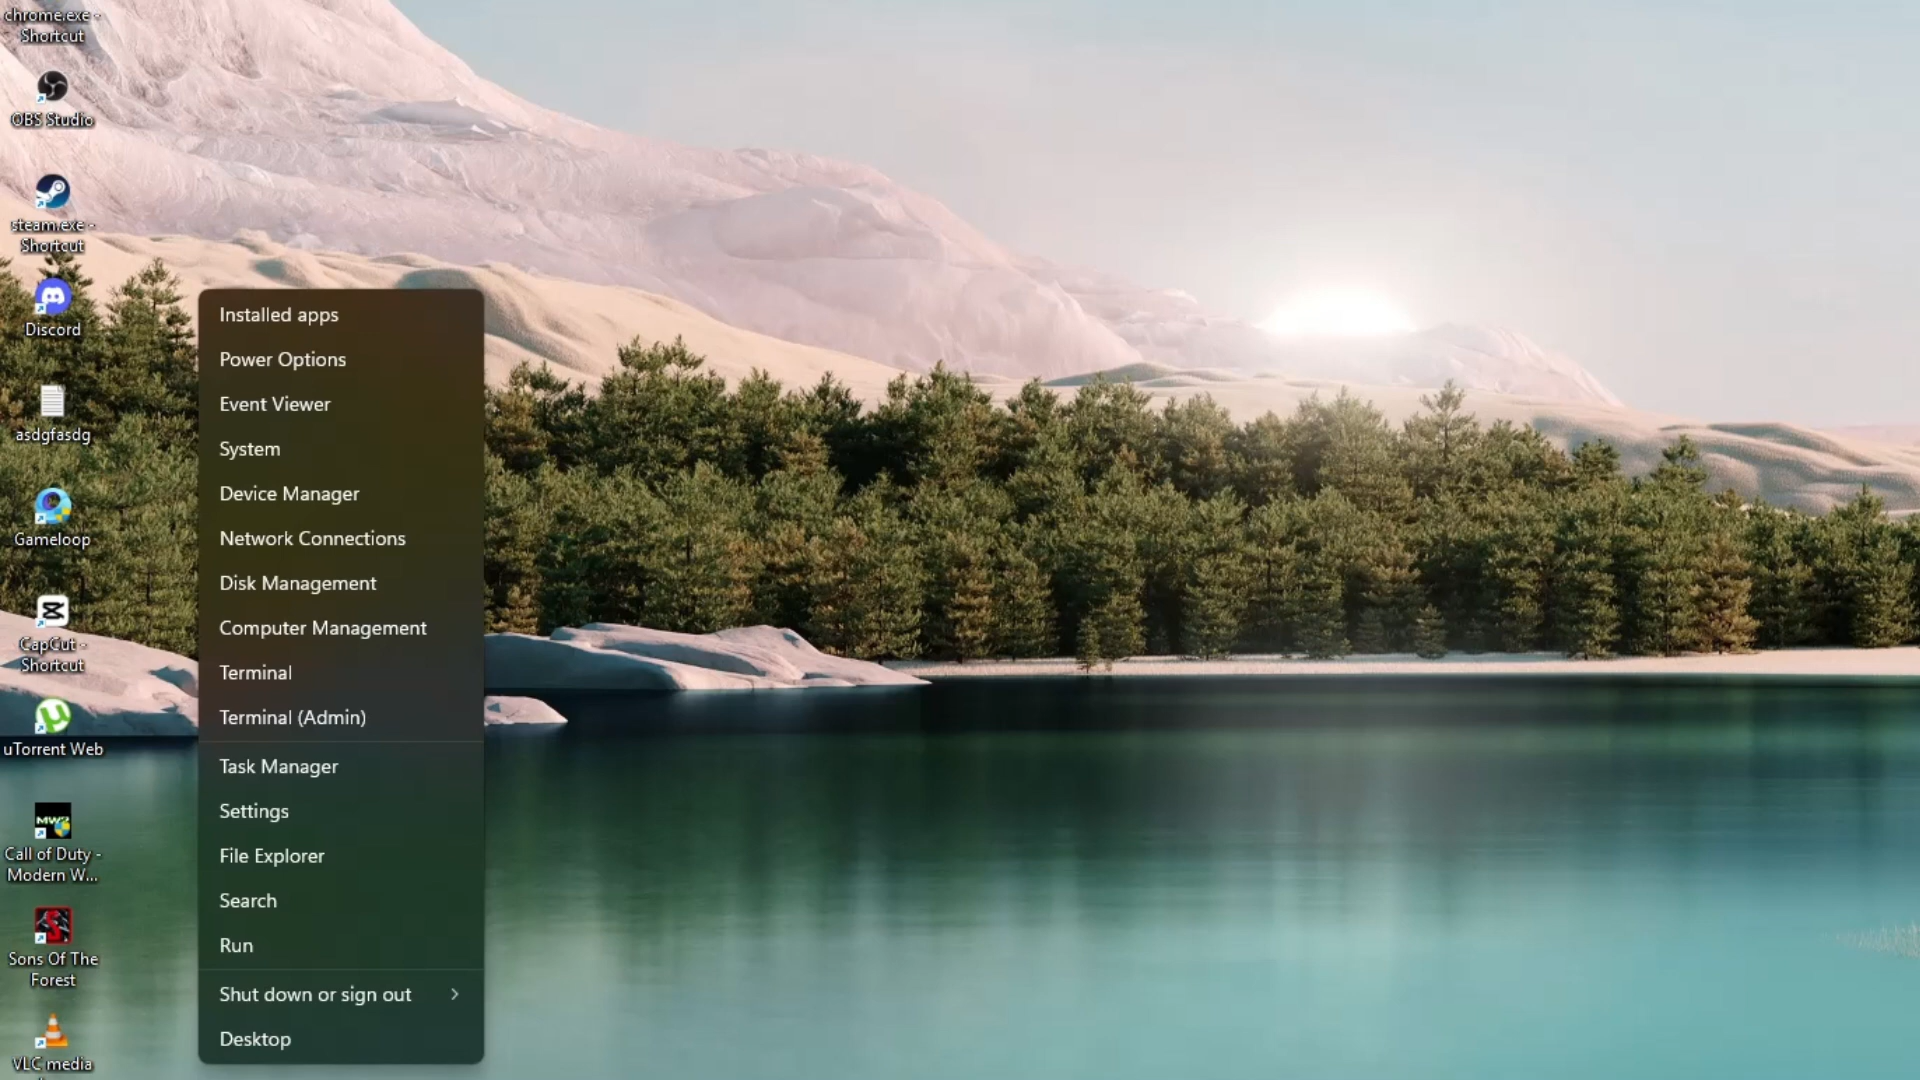 chrome.exe -
Shortcut
OBS Studio
steam.exe -
Shortcut
Discord
asdgfasdg
Gameloop
CapCut -
Shortcut
uTorrent Web
MW2
Call of Duty -
Modern W...
Sons Of The
Forest
VLC media
Installed apps
Power Options
Event Viewer
System
Device Manager
Network Connections
Disk Management
Computer Management
Terminal
Terminal (Admin)
Task Manager
Settings
File Explorer
Search
Run
Shut down or sign out
Desktop